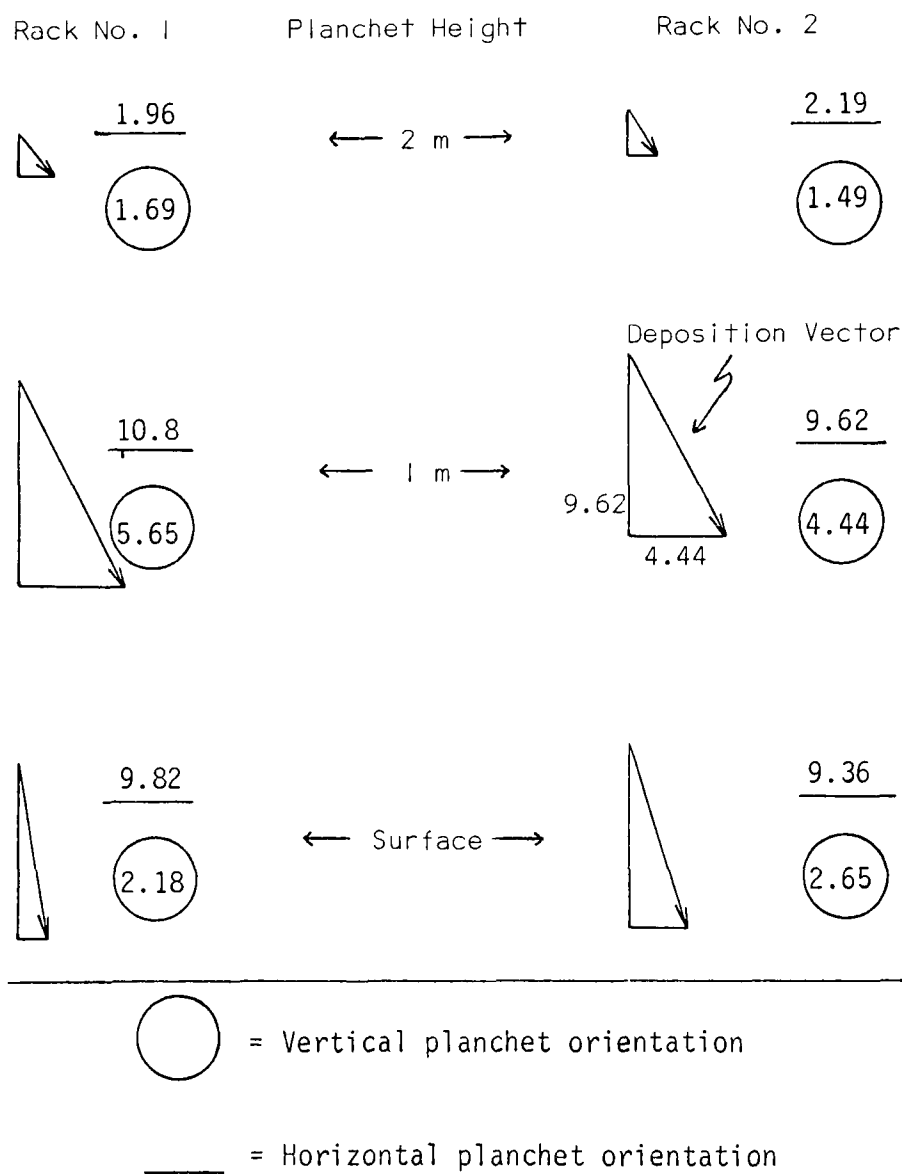 Rack No. 1 Planchet Height Rack No. 2
1.96 ← 2 m → 2.19
1.69 1.49
Deposition Vector
10.8 ← 1 m → 9.62
5.65 9.62 4.44
4.44
9.82 ← Surface → 9.36
2.18 2.65
= Vertical planchet orientation
= Horizontal planchet orientation